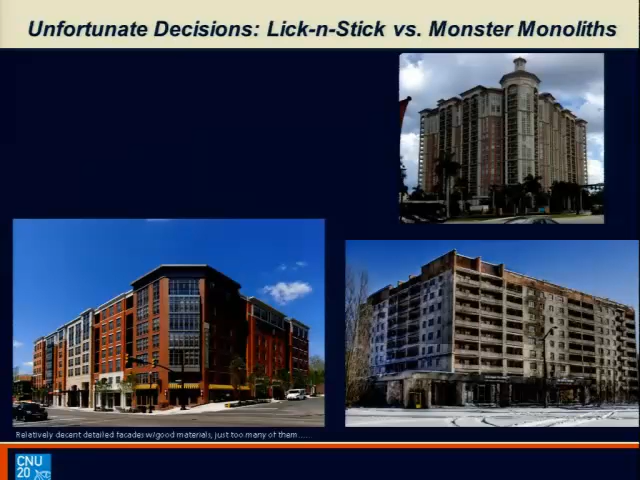 Unfortunate Decisions: Lick-n-Stick vs. Monster Monoliths
Relatively decent detailed facades w/good materials, just too many of them.....
CNU
20